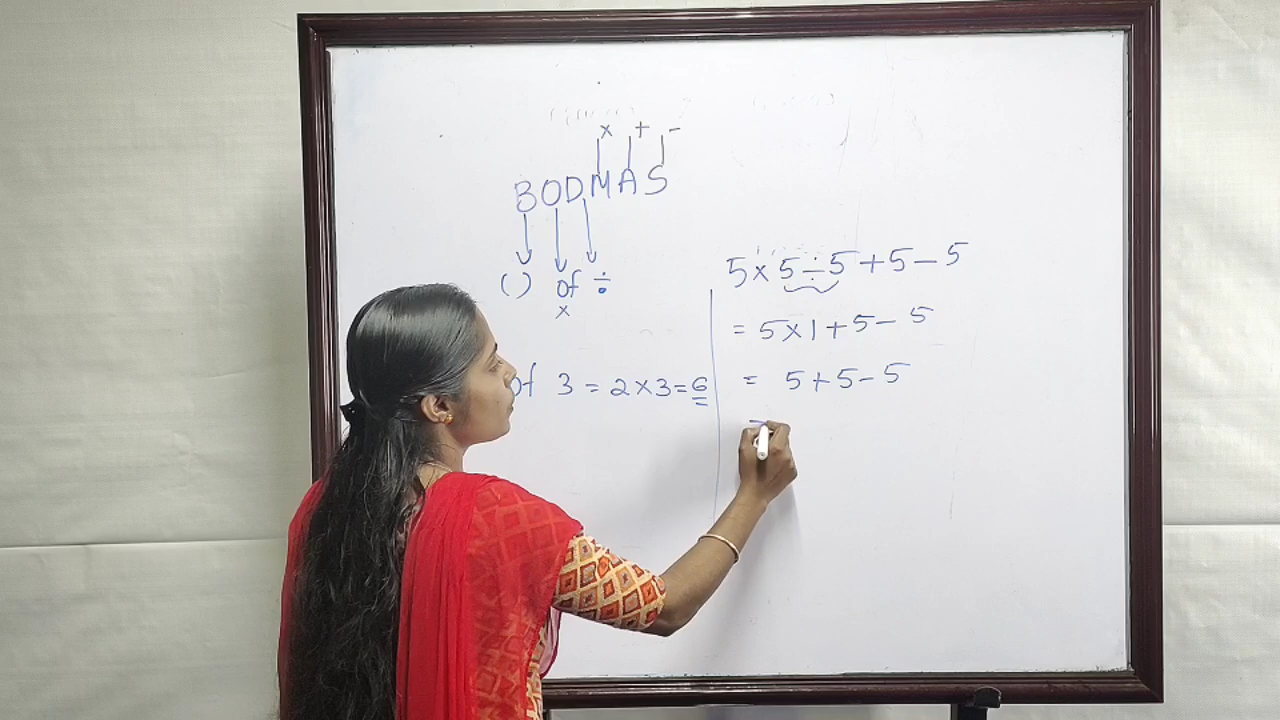 × + -
BODMAS
( ) of ÷
×
of 3 = 2×3=6
5×5÷5+5-5
= 5×1+5-5
= 5+5-5